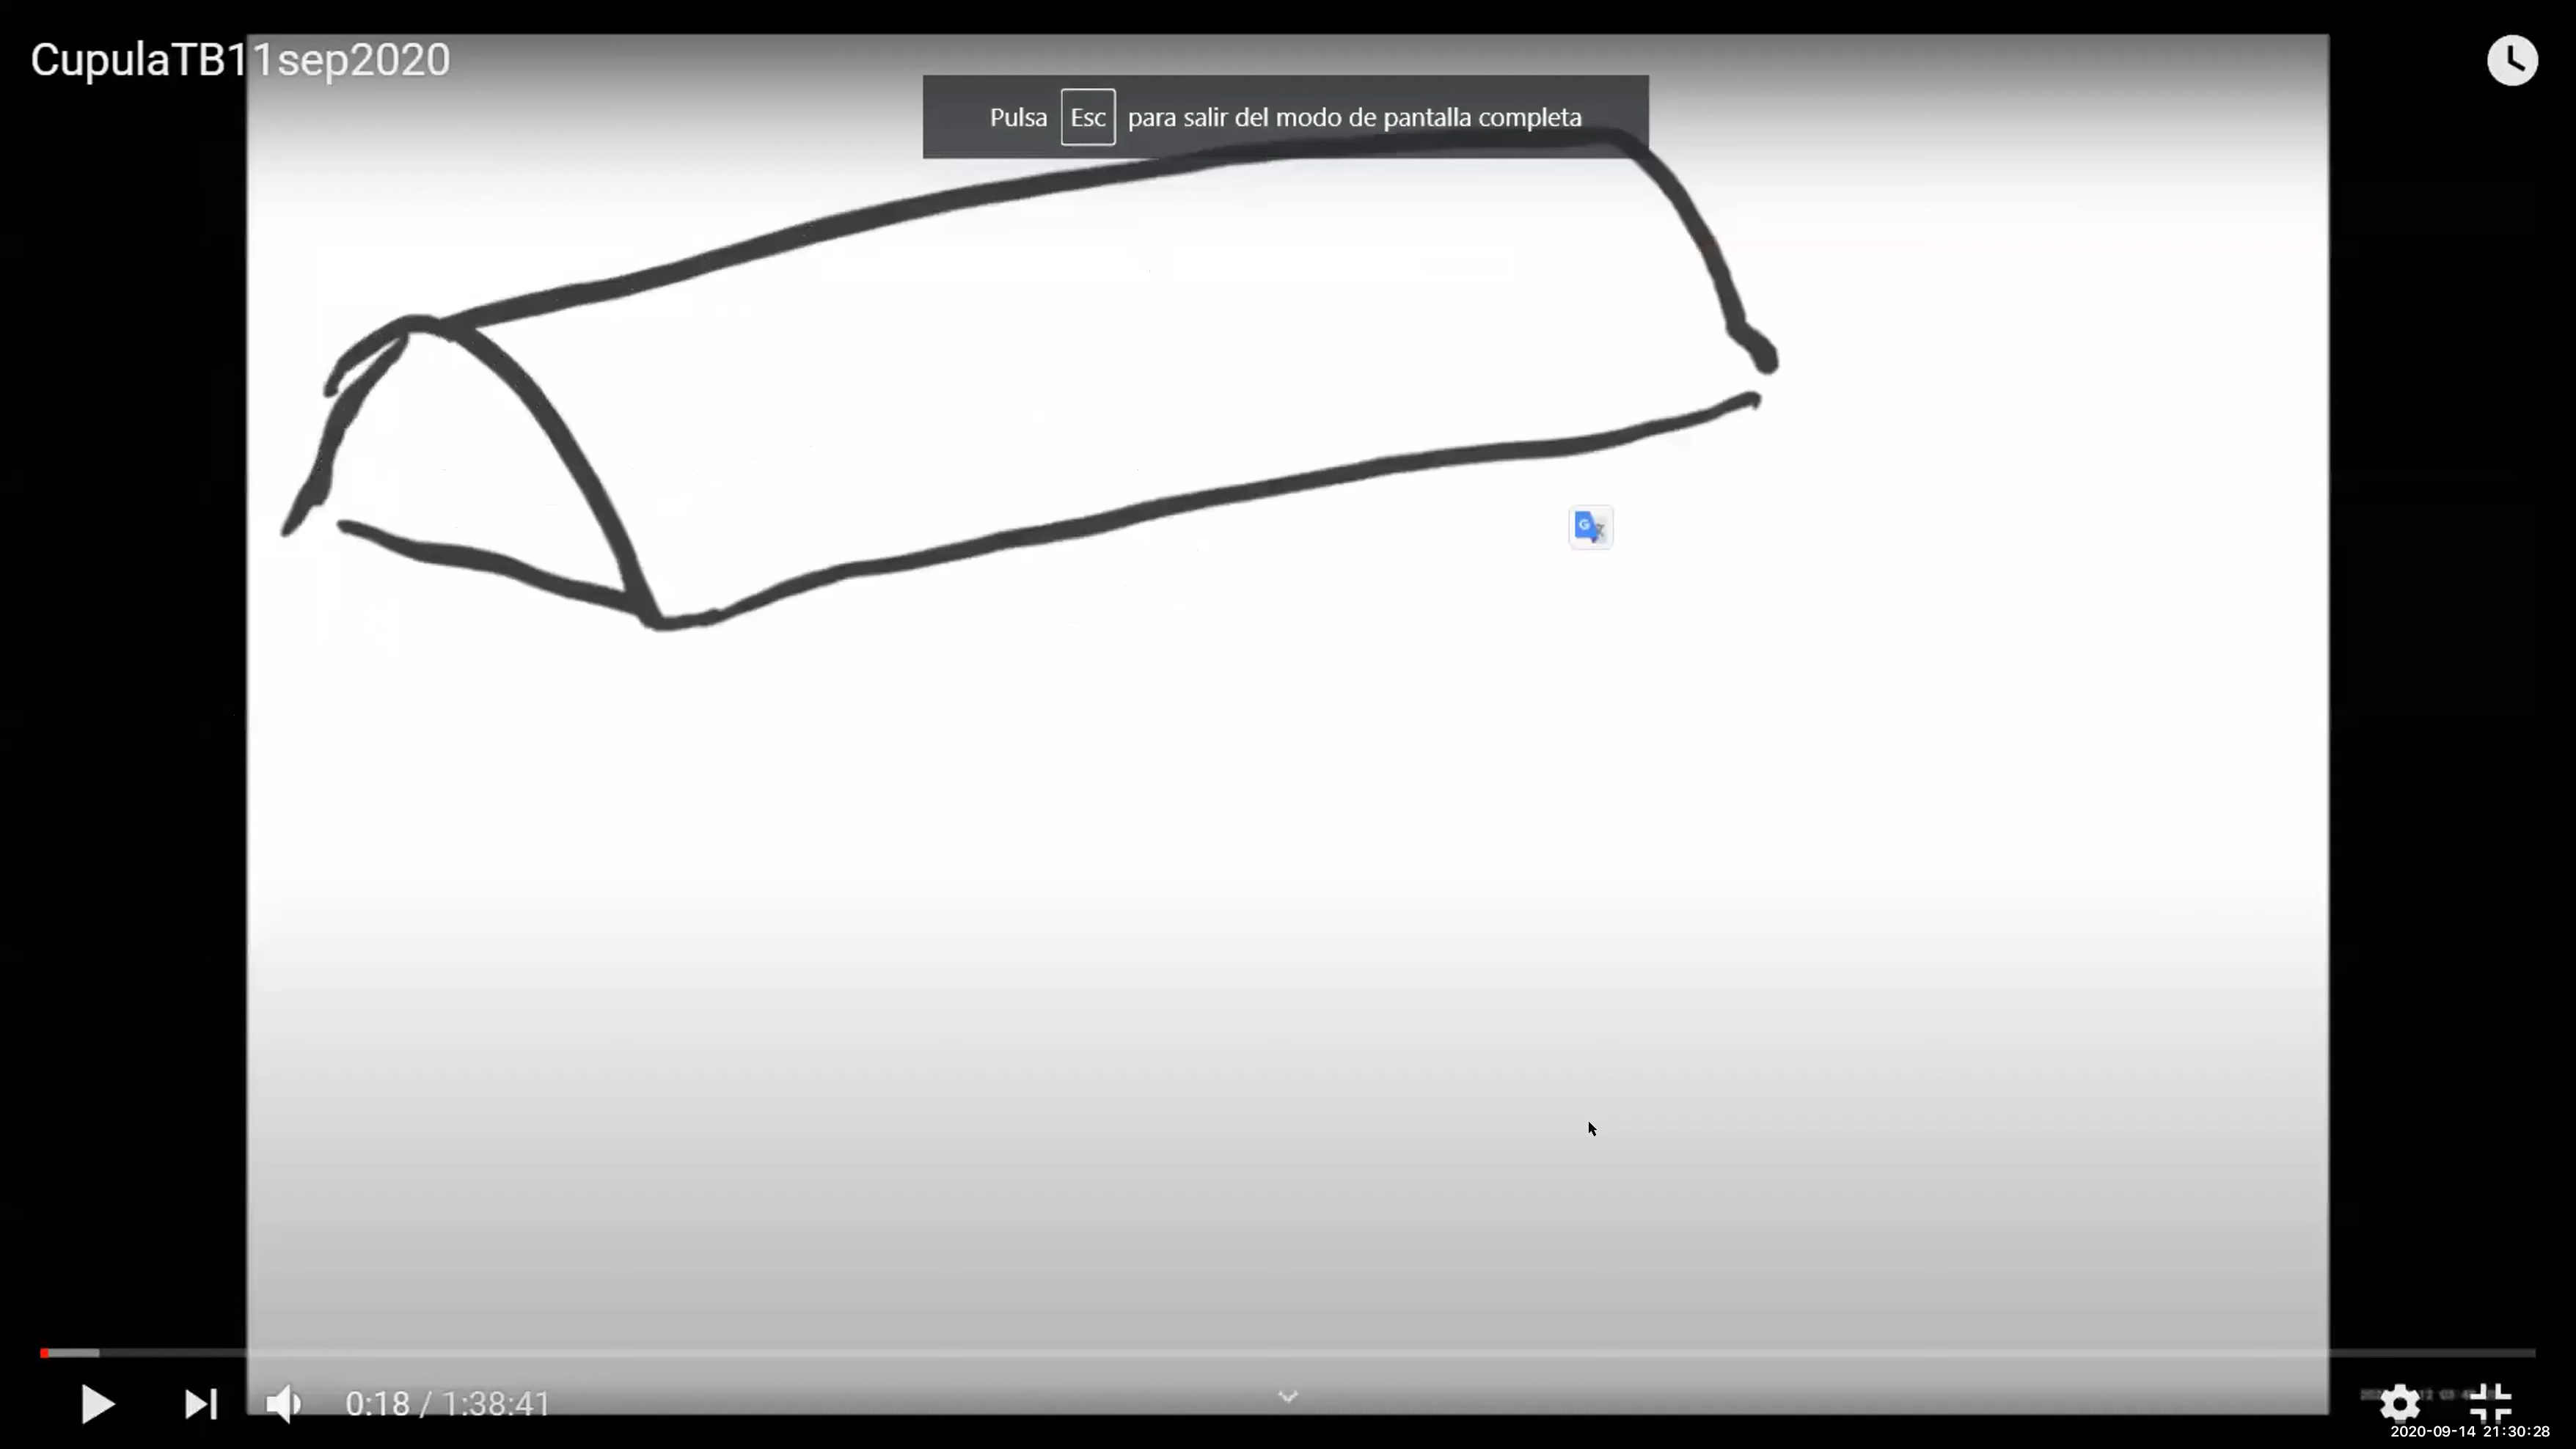 CupulaTB11sep2020
Pulsa Esc para salir del modo de pantalla completa
0:18 / 1:38:41
2020-09-14 21:30:28